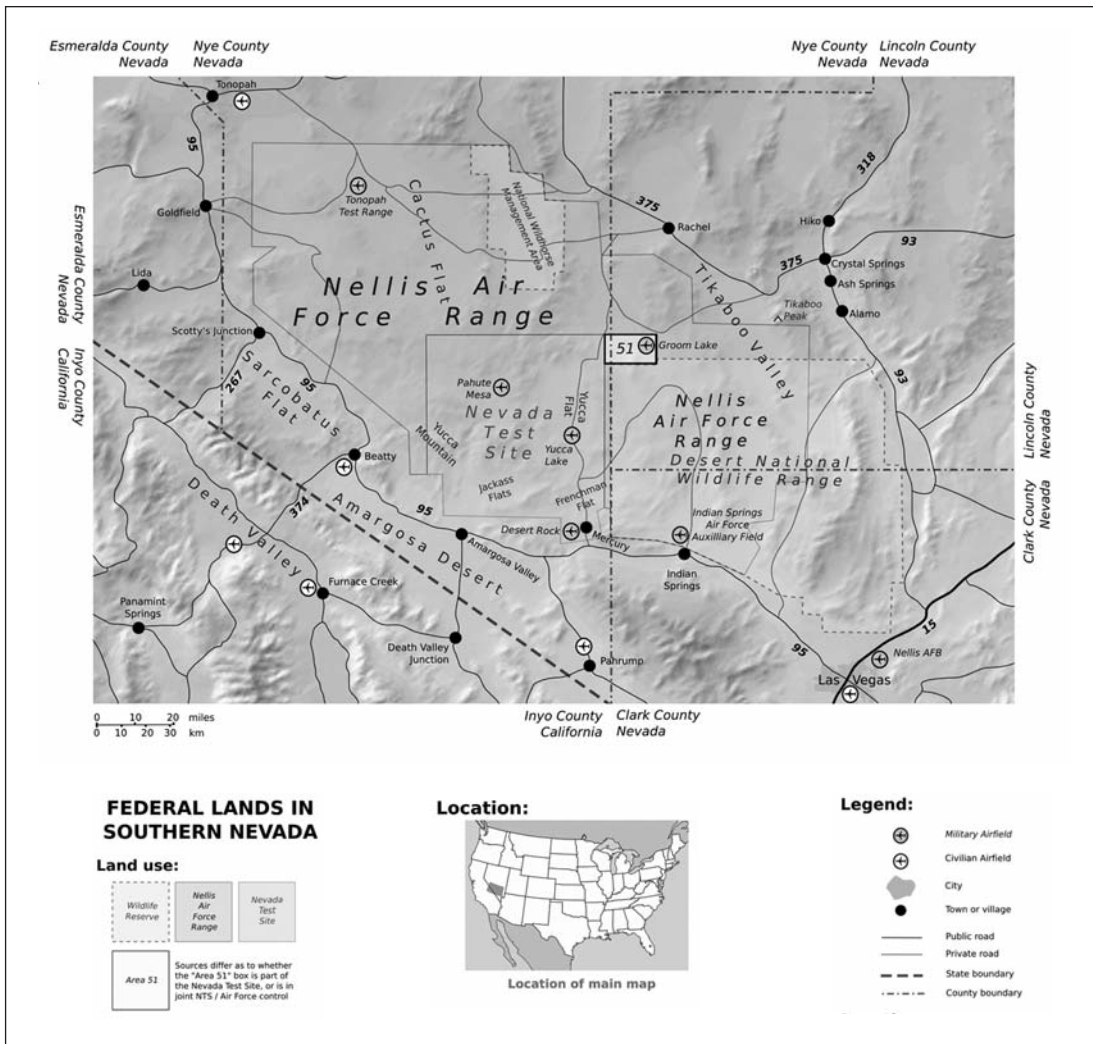 Esmeralda County
Nevada
Nye County
Nevada
Nye County
Nevada
Lincoln County
Nevada
Tonopah
95
318
Tonopah
Test Range
Cactus Flat
National Wildhorse
Management Area
375
Rachel
Hiko
93
Goldfield
Esmeralda County
Nevada
375
Crystal Springs
Ash Springs
Lida
Nellis Air
Force Range
Tikaboo Valley
Tikaboo
Peak
Alamo
Scotty's Junction
51
Groom Lake
Inyo County
California
267
Sarcobatus
Flat
95
Pahute
Mesa
Yucca
Flat
93
Nevada
Test
Site
Nellis
Air Force
Range
Yucca
Mountain
Yucca
Lake
Desert National
Wildlife Range
Lincoln County
Nevada
Beatty
Jackass
Flats
Frenchman
Flat
Clark County
Nevada
374
95
Death Valley
Amargosa Desert
Indian Springs
Air Force
Auxilliary Field
Desert Rock
Mercury
Amargosa Valley
Indian
Springs
Furnace Creek
Panamint
Springs
Death Valley
Junction
Pahrump
95
15
Nellis AFB
Las Vegas
0 10 20 miles
0 10 20 30 km
Inyo County
California
Clark County
Nevada
FEDERAL LANDS IN
SOUTHERN NEVADA
Land use:
Wildlife
Reserve
Nellis
Air
Force
Range
Nevada
Test
Site
Area 51
Sources differ as to whether
the "Area 51" box is part of
the Nevada Test Site, or is in
joint NTS / Air Force control
Location:
Location of main map
Legend:
Military Airfield
Civilian Airfield
City
Town or village
Public road
Private road
State boundary
County boundary